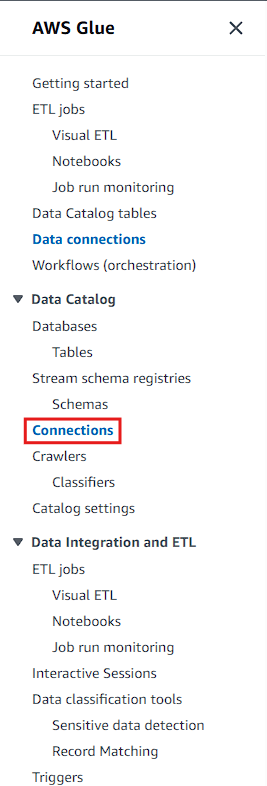 AWS Glue
Getting started
ETL jobs
Visual ETL
Notebooks
Job run monitoring
Data Catalog tables
Data connections
Workflows (orchestration)
Data Catalog
Databases
Tables
Stream schema registries
Schemas
Connections
Crawlers
Classifiers
Catalog settings
Data Integration and ETL
ETL jobs
Visual ETL
Notebooks
Job run monitoring
Interactive Sessions
Data classification tools
Sensitive data detection
Record Matching
Triggers